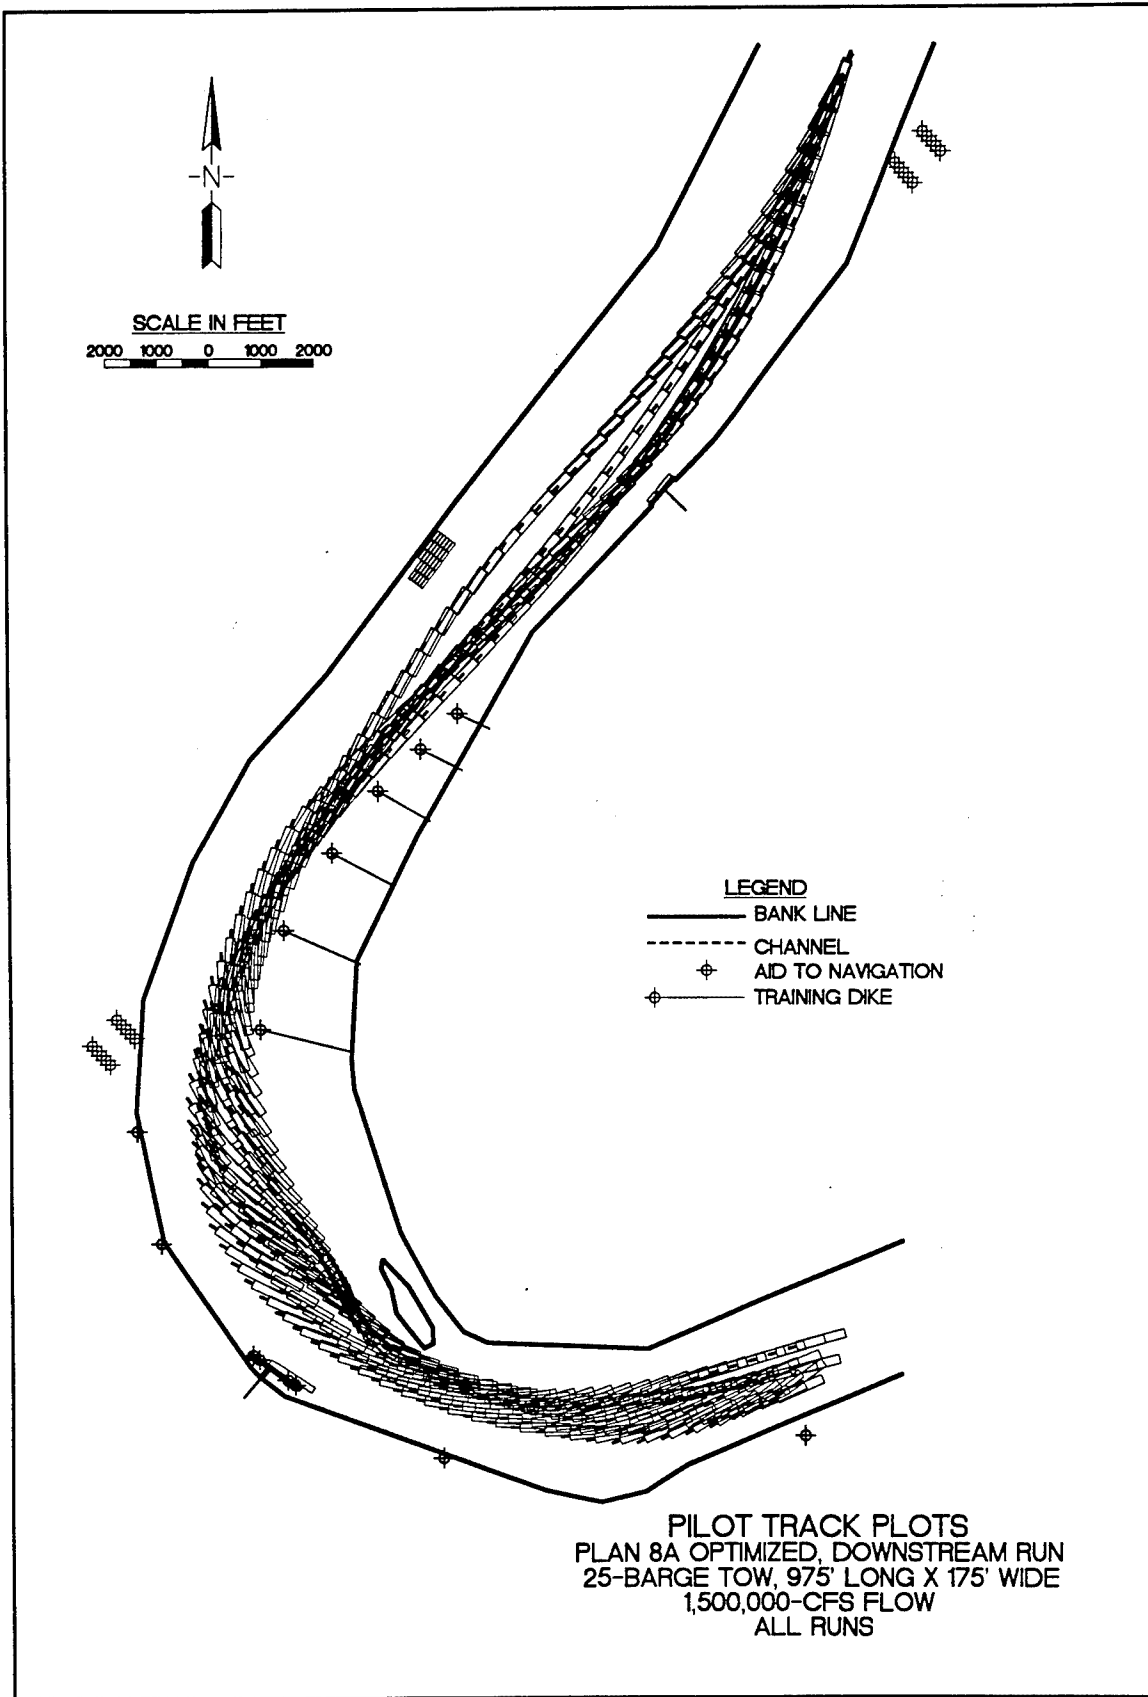 -N-
SCALE IN FEET
2000 1000 0 1000 2000
LEGEND
BANK LINE
CHANNEL
AID TO NAVIGATION
TRAINING DIKE
PILOT TRACK PLOTS
PLAN 8A OPTIMIZED, DOWNSTREAM RUN
25-BARGE TOW, 975' LONG X 175' WIDE
1,500,000-CFS FLOW
ALL RUNS